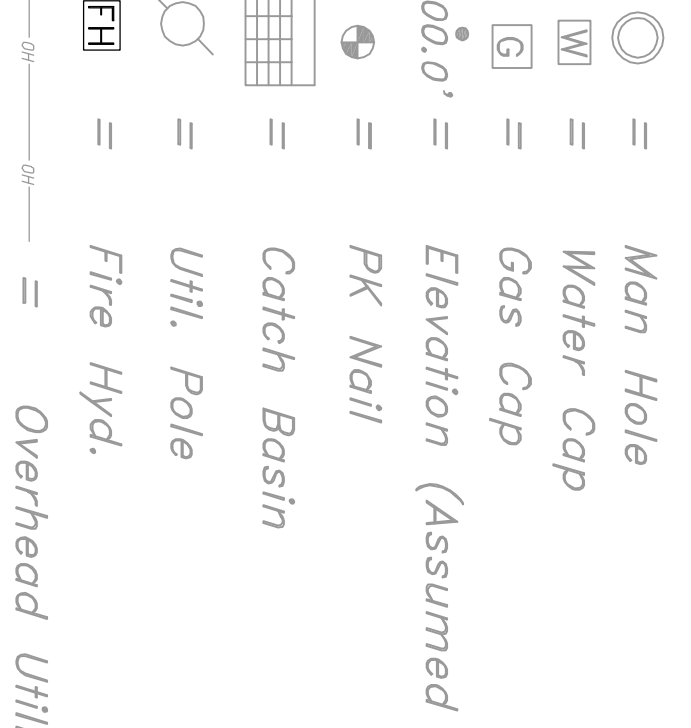 = Man Hole
W = Water Cap
G = Gas Cap
00.0' = Elevation (Assumed
= PK Nail
= Catch Basin
= Util. Pole
FH = Fire Hyd.
OH OH = Overhead Util